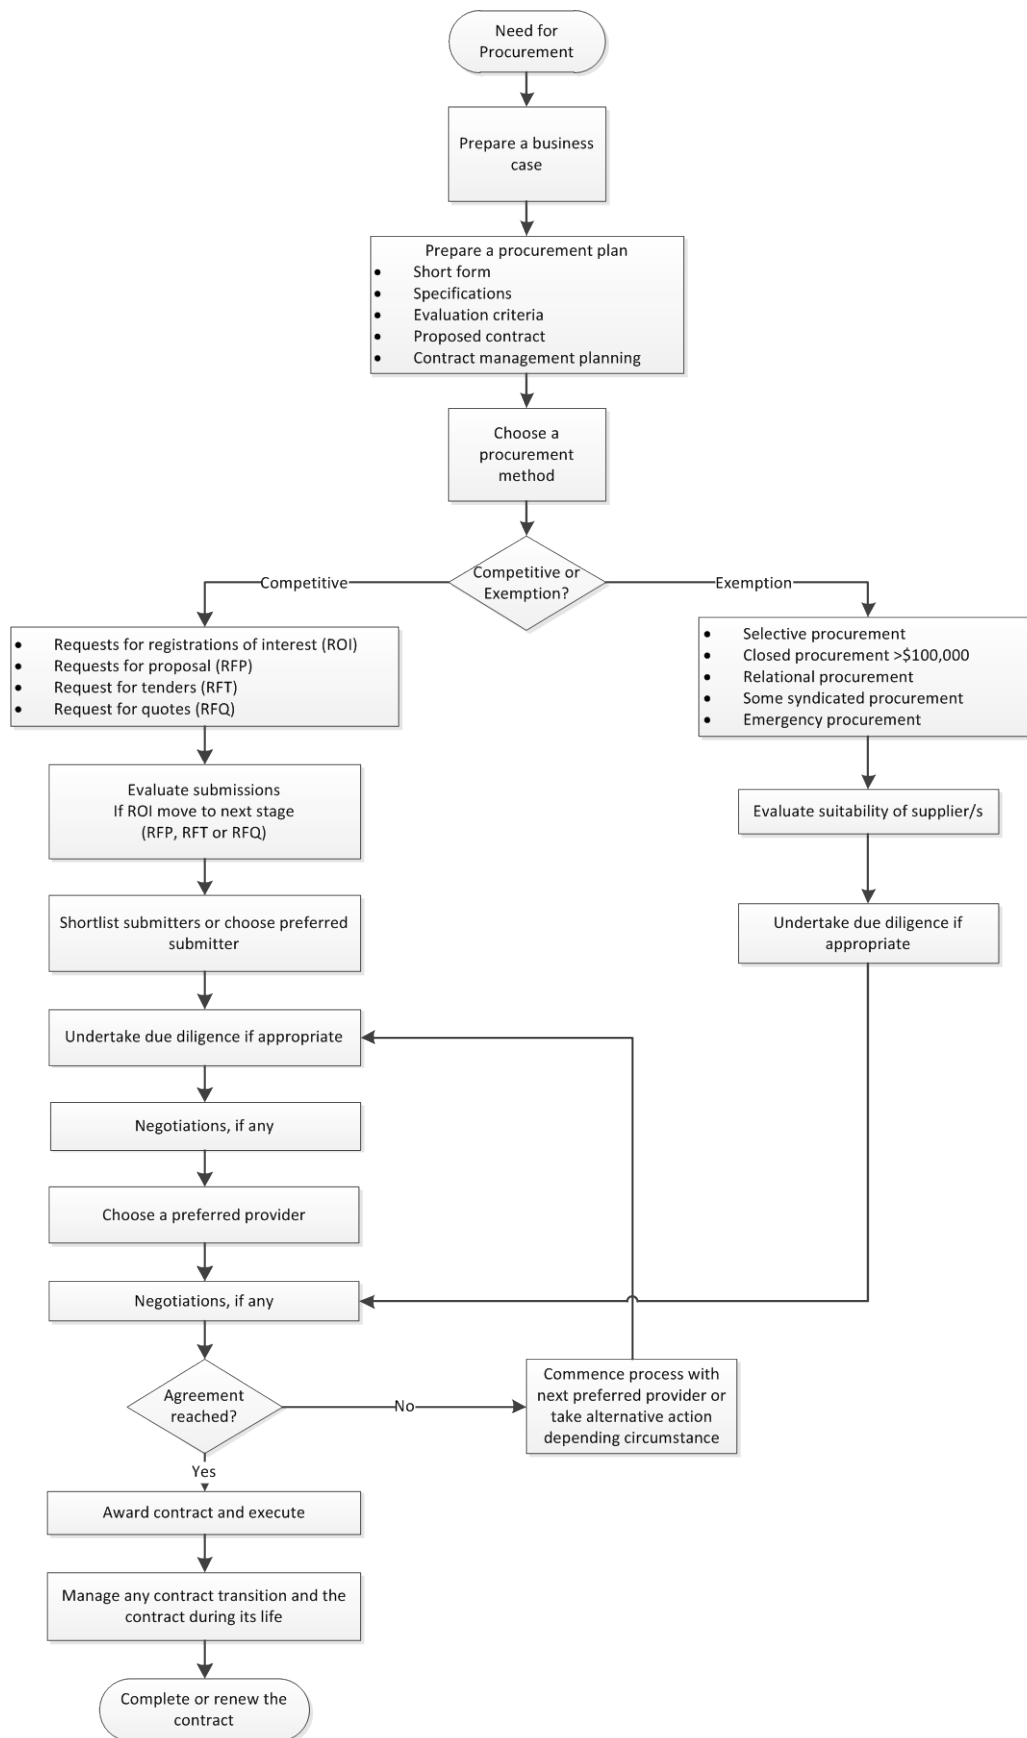 Need for
Procurement
Prepare a business
case
Prepare a procurement plan
• Short form
• Specifications
• Evaluation criteria
• Proposed contract
• Contract management planning
Choose a
procurement
method
Competitive or
Exemption?
Competitive
Exemption
• Requests for registrations of interest (ROI)
• Requests for proposal (RFP)
• Request for tenders (RFT)
• Request for quotes (RFQ)
• Selective procurement
• Closed procurement >$100,000
• Relational procurement
• Some syndicated procurement
• Emergency procurement
Evaluate submissions
If ROI move to next stage
(RFP, RFT or RFQ)
Evaluate suitability of supplier/s
Shortlist submitters or choose preferred
submitter
Undertake due diligence if
appropriate
Undertake due diligence if appropriate
Negotiations, if any
Choose a preferred provider
Negotiations, if any
Agreement
reached?
No
Commence process with
next preferred provider or
take alternative action
depending circumstance
Yes
Award contract and execute
Manage any contract transition and the
contract during its life
Complete or renew the
contract